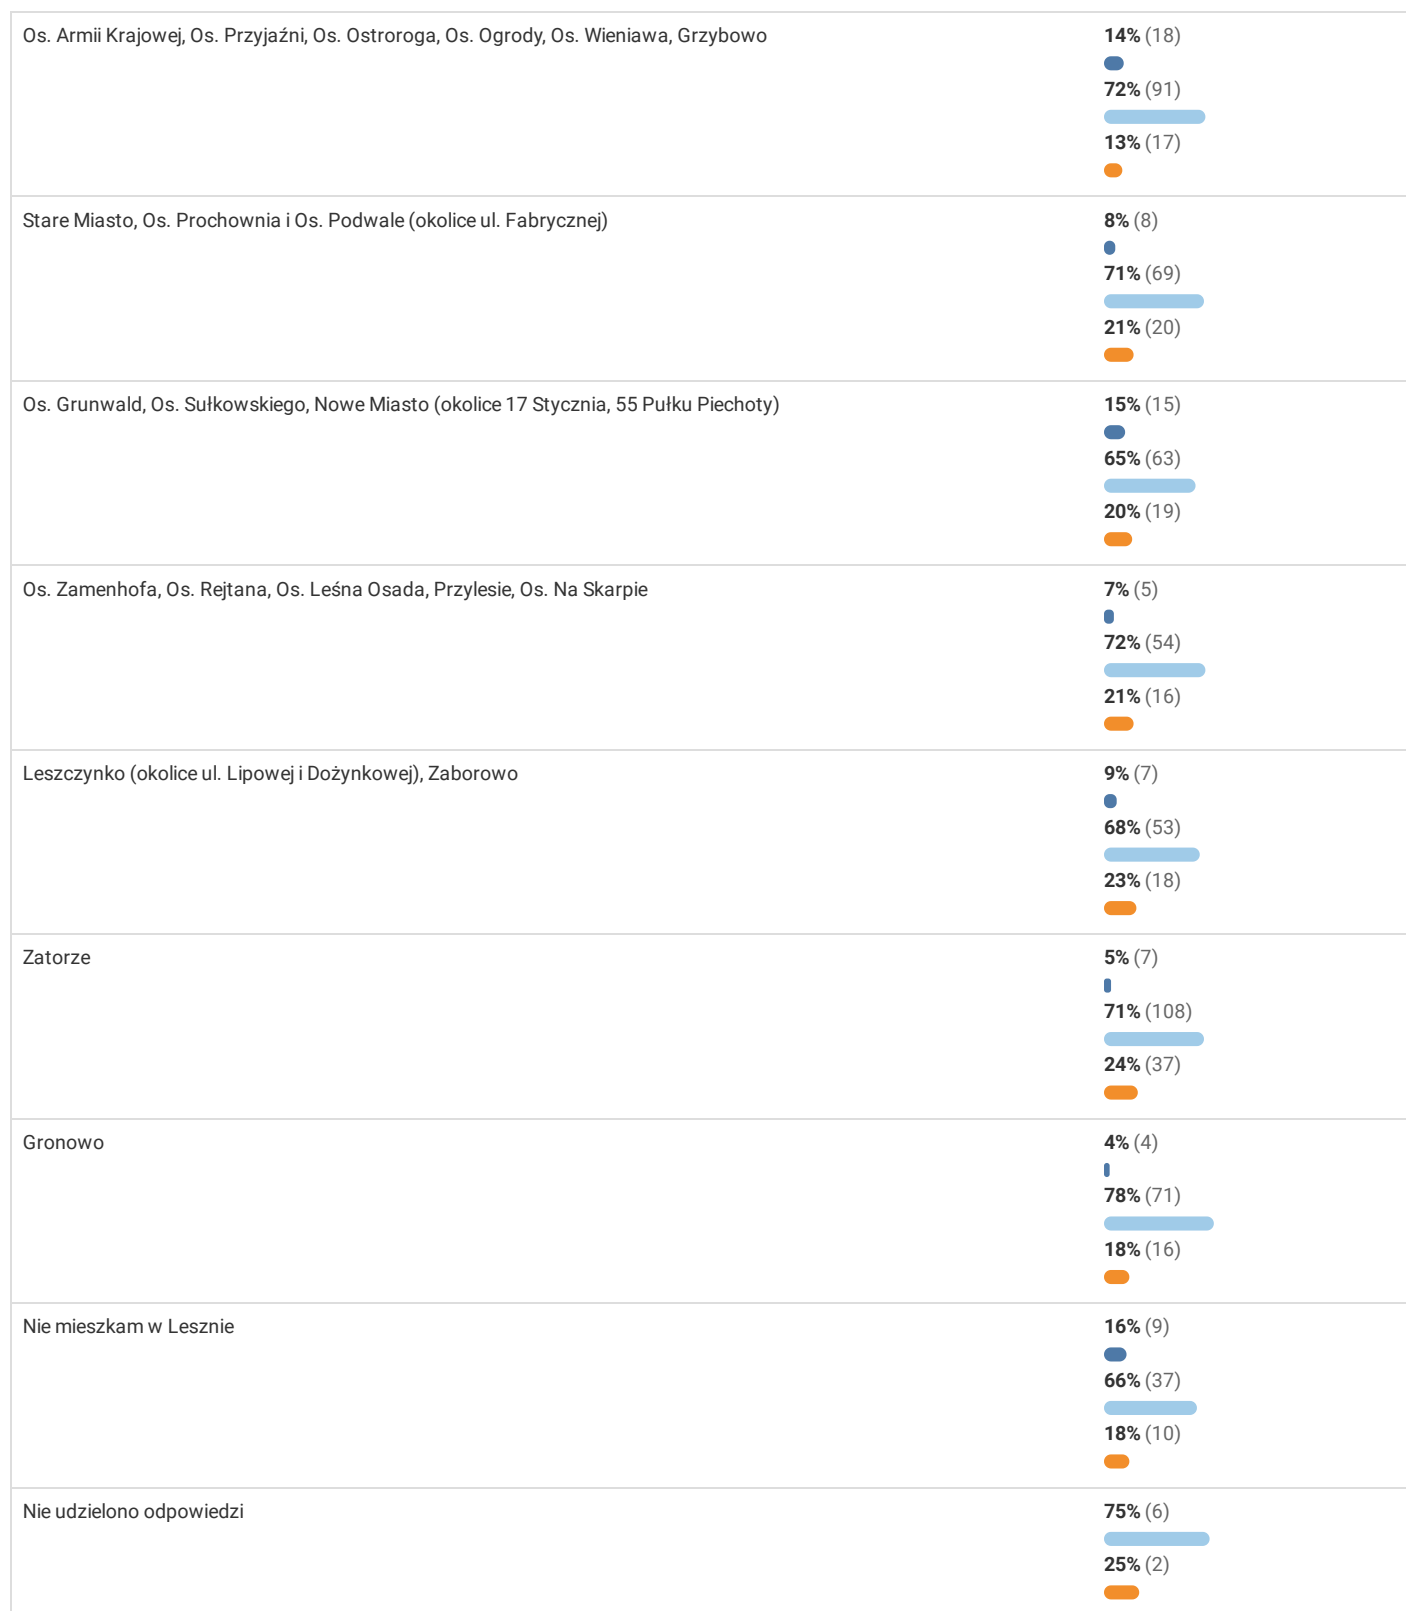 Os. Armii Krajowej, Os. Przyjaźni, Os. Ostroroga, Os. Ogrody, Os. Wieniawa, Grzybowo
14% (18)
72% (91)
13% (17)
Stare Miasto, Os. Prochownia i Os. Podwale (okolice ul. Fabrycznej)
8% (8)
71% (69)
21% (20)
Os. Grunwald, Os. Sułkowskiego, Nowe Miasto (okolice 17 Stycznia, 55 Pułku Piechoty)
15% (15)
65% (63)
20% (19)
Os. Zamenhofa, Os. Rejtana, Os. Leśna Osada, Przylesie, Os. Na Skarpie
7% (5)
72% (54)
21% (16)
Leszczynko (okolice ul. Lipowej i Dożynkowej), Zaborowo
9% (7)
68% (53)
23% (18)
Zatorze
5% (7)
71% (108)
24% (37)
Gronowo
4% (4)
78% (71)
18% (16)
Nie mieszkam w Lesznie
16% (9)
66% (37)
18% (10)
Nie udzielono odpowiedzi
75% (6)
25% (2)